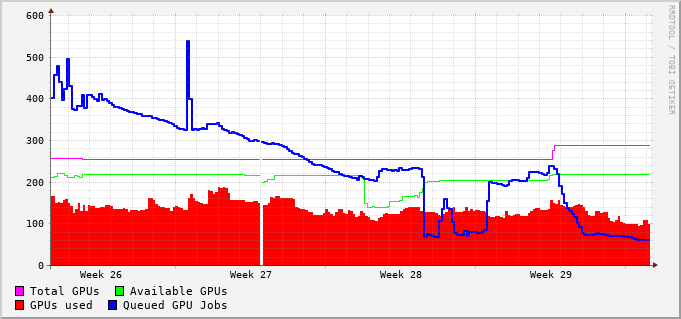 600
500
400
300
200
100
0
Week 26 Week 27 Week 28 Week 29
Total GPUs Available GPUs
GPUs used Queued GPU Jobs
RRDTOOL / TOBI OETIKER